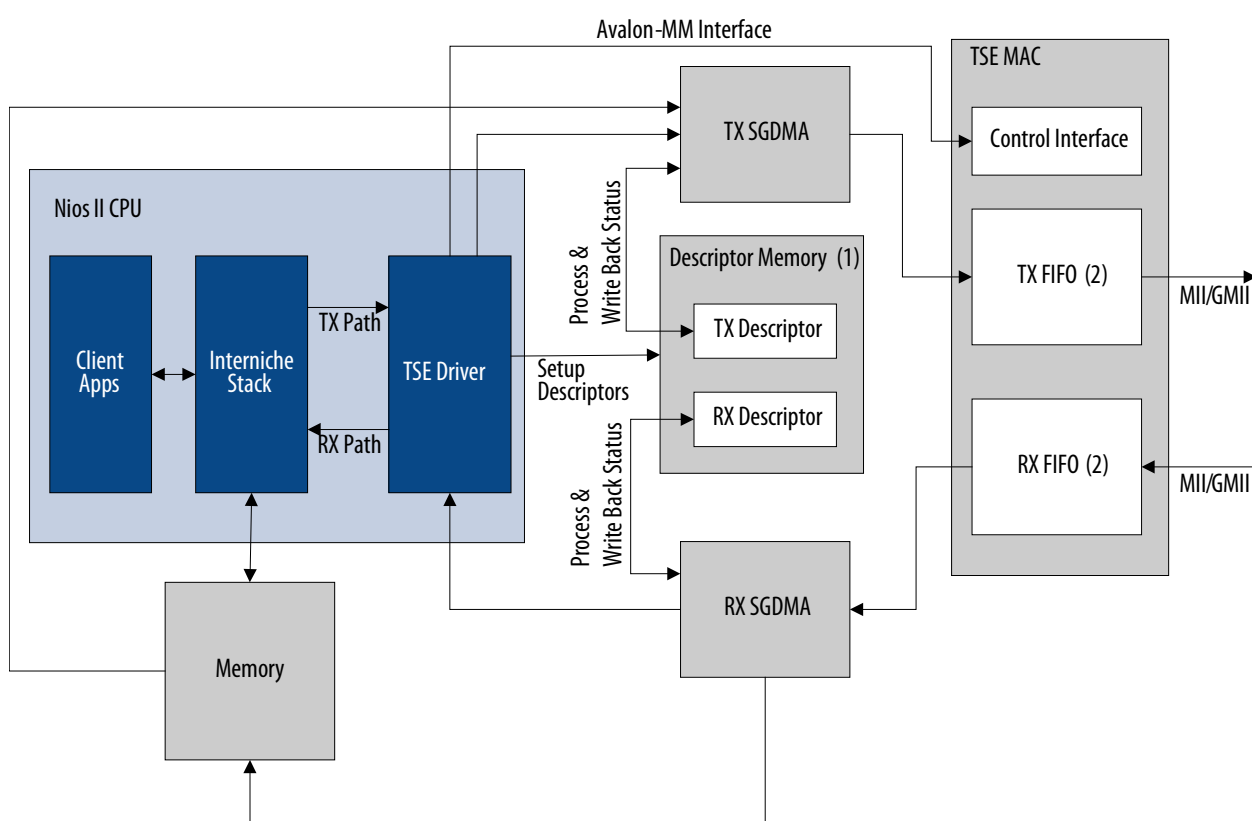 Avalon-MM Interface
TSE MAC
TX SGDMA
Control Interface
Nios II CPU
Process &
Write Back Status
Descriptor Memory (1)
TX FIFO (2)
MII/GMII
TX Path
TX Descriptor
Client
Apps
Interniche
Stack
TSE Driver
Setup
Descriptors
RX Descriptor
RX Path
Process &
Write Back Status
RX FIFO (2)
MII/GMII
RX SGDMA
Memory